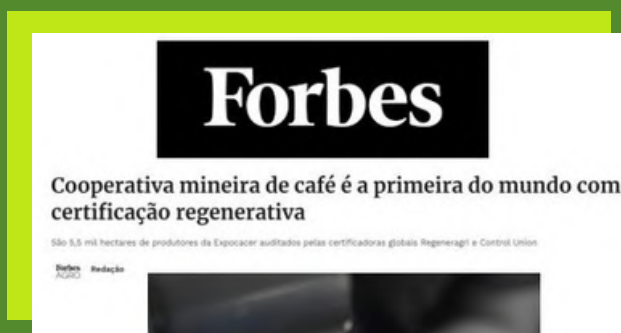 Forbes
Cooperativa mineira de café é a primeira do mundo com
certificação regenerativa
São 5,5 mil hectares de produtores da Expocacer auditados pelas certificadoras globais Regeneragri e Control Union
Forbes Redação
AGRO